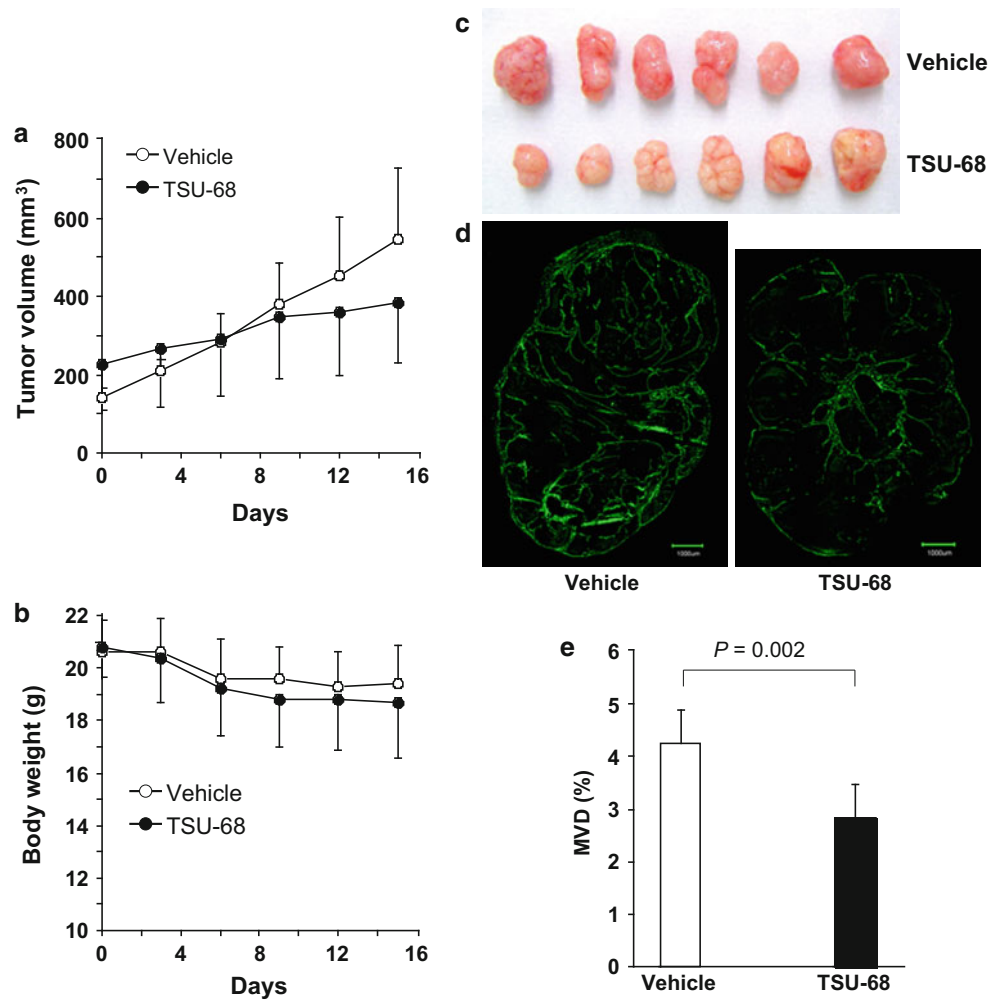 a
800
600
400
200
0
Tumor volume (mm³)
Vehicle
TSU-68
0 4 8 12 16
Days
b
22
20
18
16
14
12
10
Body weight (g)
Vehicle
TSU-68
0 4 8 12 16
Days
c
Vehicle
TSU-68
d
1000µm
1000µm
Vehicle
TSU-68
e
P = 0.002
6
5
4
3
2
1
0
MVD (%)
Vehicle
TSU-68